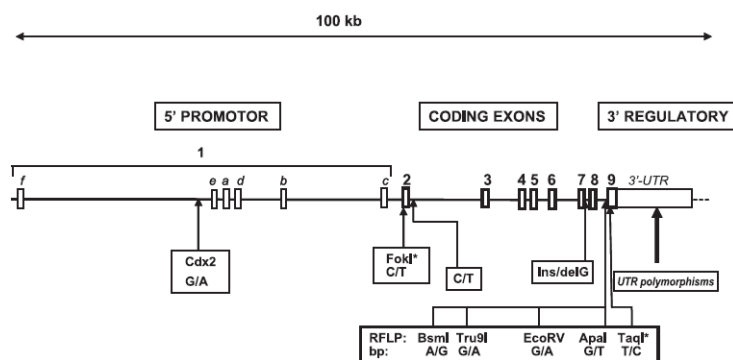 100 kb
5' PROMOTOR CODING EXONS 3' REGULATORY
1
f e a d b c 2 3 4 5 6 7 8 9 3'-UTR
Cdx2
G/A
FokI*
C/T
C/T
Ins/delG
UTR polymorphisms
RFLP: BsmI Tru9I EcoRV ApaI TaqI*
bp: A/G G/A G/A G/T T/C